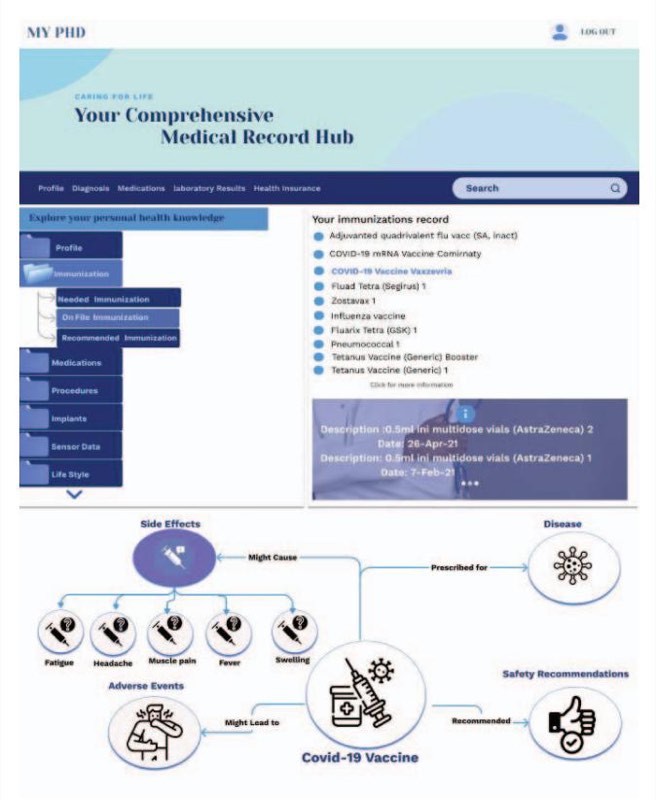 MY PHD
LOG OUT
CARING FOR LIFE
Your Comprehensive
Medical Record Hub
Profile Diagnosis Medications laboratory Results Health Insurance
Search
Explore your personal health knowledge
Profile
Immunization
Needed Immunization
On File Immunization
Recommended Immunization
Medications
Procedures
Implants
Sensor Data
Life Style
Your immunizations record
Adjuvanted quadrivalent flu vacc (SA, inact)
COVID-19 mRNA Vaccine Comirnaty
COVID-19 Vaccine Vaxzevria
Fluad Tetra (Segirus) 1
Zostavax 1
Influenza vaccine
Fluarix Tetra (GSK) 1
Pneumococcal 1
Tetanus Vaccine (Generic) Booster
Tetanus Vaccine (Generic) 1
Click for more information
Description :0.5ml ini multidose vials (AstraZeneca) 2
Date: 26-Apr-21
Description: 0.5ml ini multidose vials (AstraZeneca) 1
Date: 7-Feb-21
Side Effects
Disease
Might Cause
Prescribed for
Fatigue
Headache
Muscle pain
Fever
Swelling
Adverse Events
Safety Recommendations
Might Lead to
Recommended
Covid-19 Vaccine